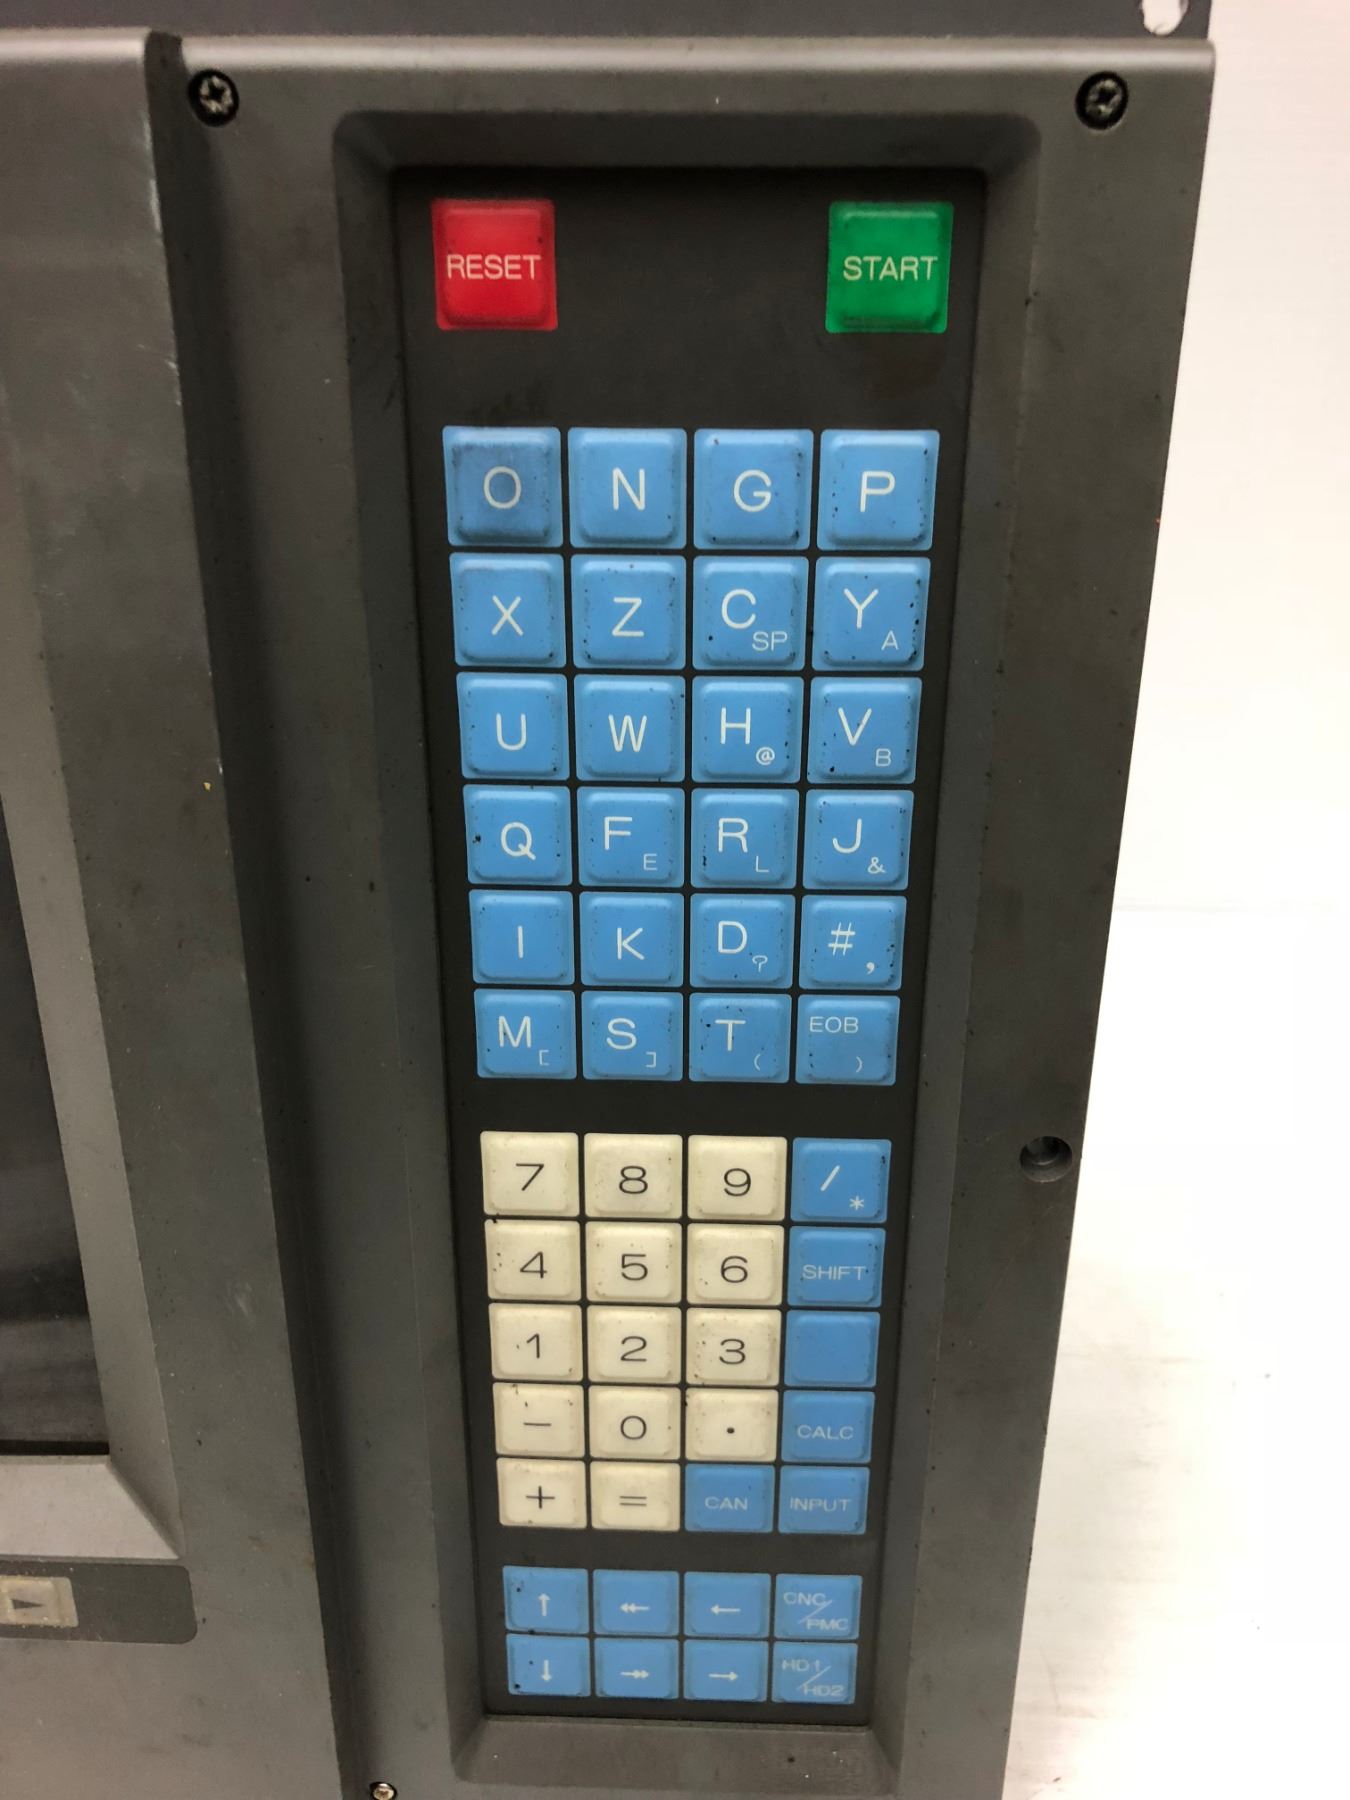 RESET START
O N G P
X Z C SP Y A
U W H @ V B
Q F E R L J &
I K D ? # ,
M [ S ] T ( EOB )
7 8 9 / *
4 5 6 SHIFT
1 2 3
- 0 . CALC
+ = CAN INPUT
↑ ↞ ← CNC/PMC
↓ ↠ → HD1/HD2